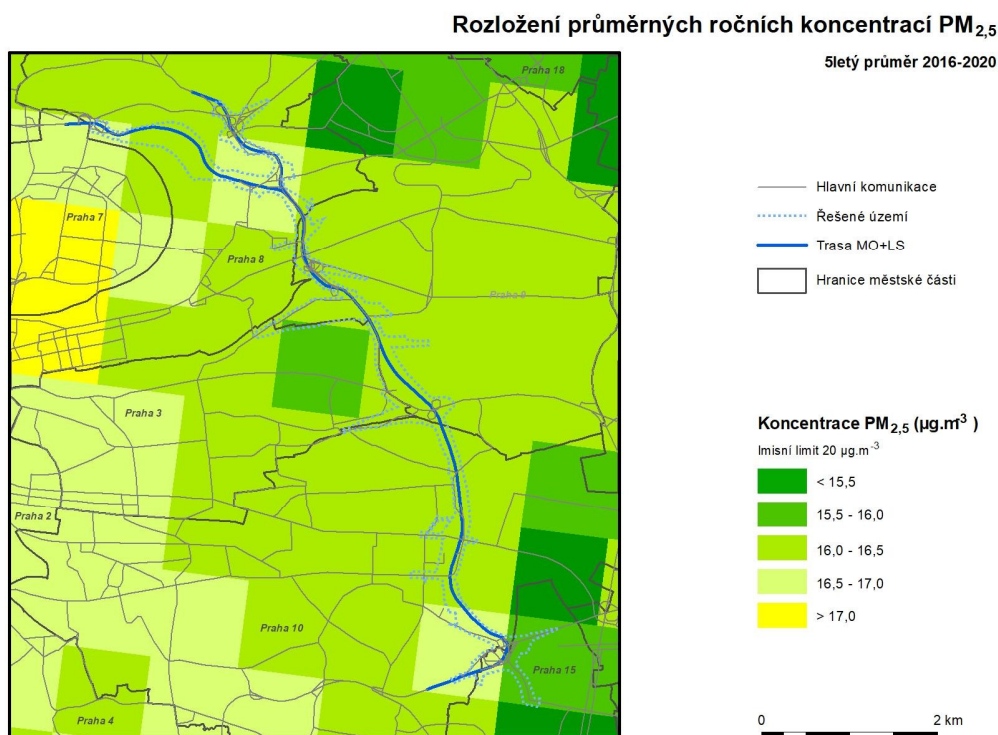 Rozložení průměrných ročních koncentrací PM2,5
5letý průměr 2016-2020
Praha 18
Praha 7
Praha 8
Praha 9
Praha 3
Praha 2
Praha 10
Praha 15
Praha 4
Hlavní komunikace
Řešené území
Trasa MO+LS
Hranice městské části
Koncentrace PM2,5 (µg.m3 )
Imisní limit 20 µg.m-3
< 15,5
15,5 - 16,0
16,0 - 16,5
16,5 - 17,0
> 17,0
0 2 km